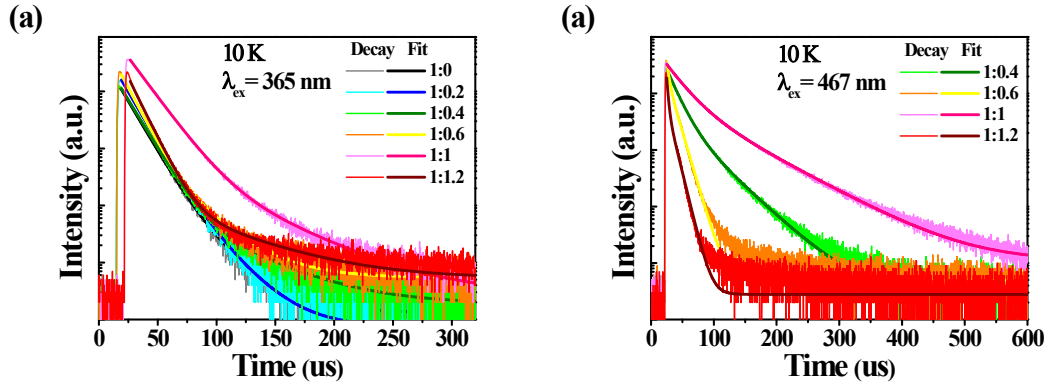 (a)
10 K
λex = 365 nm
Decay Fit
1:0
1:0.2
1:0.4
1:0.6
1:1
1:1.2
Intensity (a.u.)
0 50 100 150 200 250 300
Time (us)
(a)
10 K
λex = 467 nm
Decay Fit
1:0.4
1:0.6
1:1
1:1.2
Intensity (a.u.)
0 100 200 300 400 500 600
Time (us)